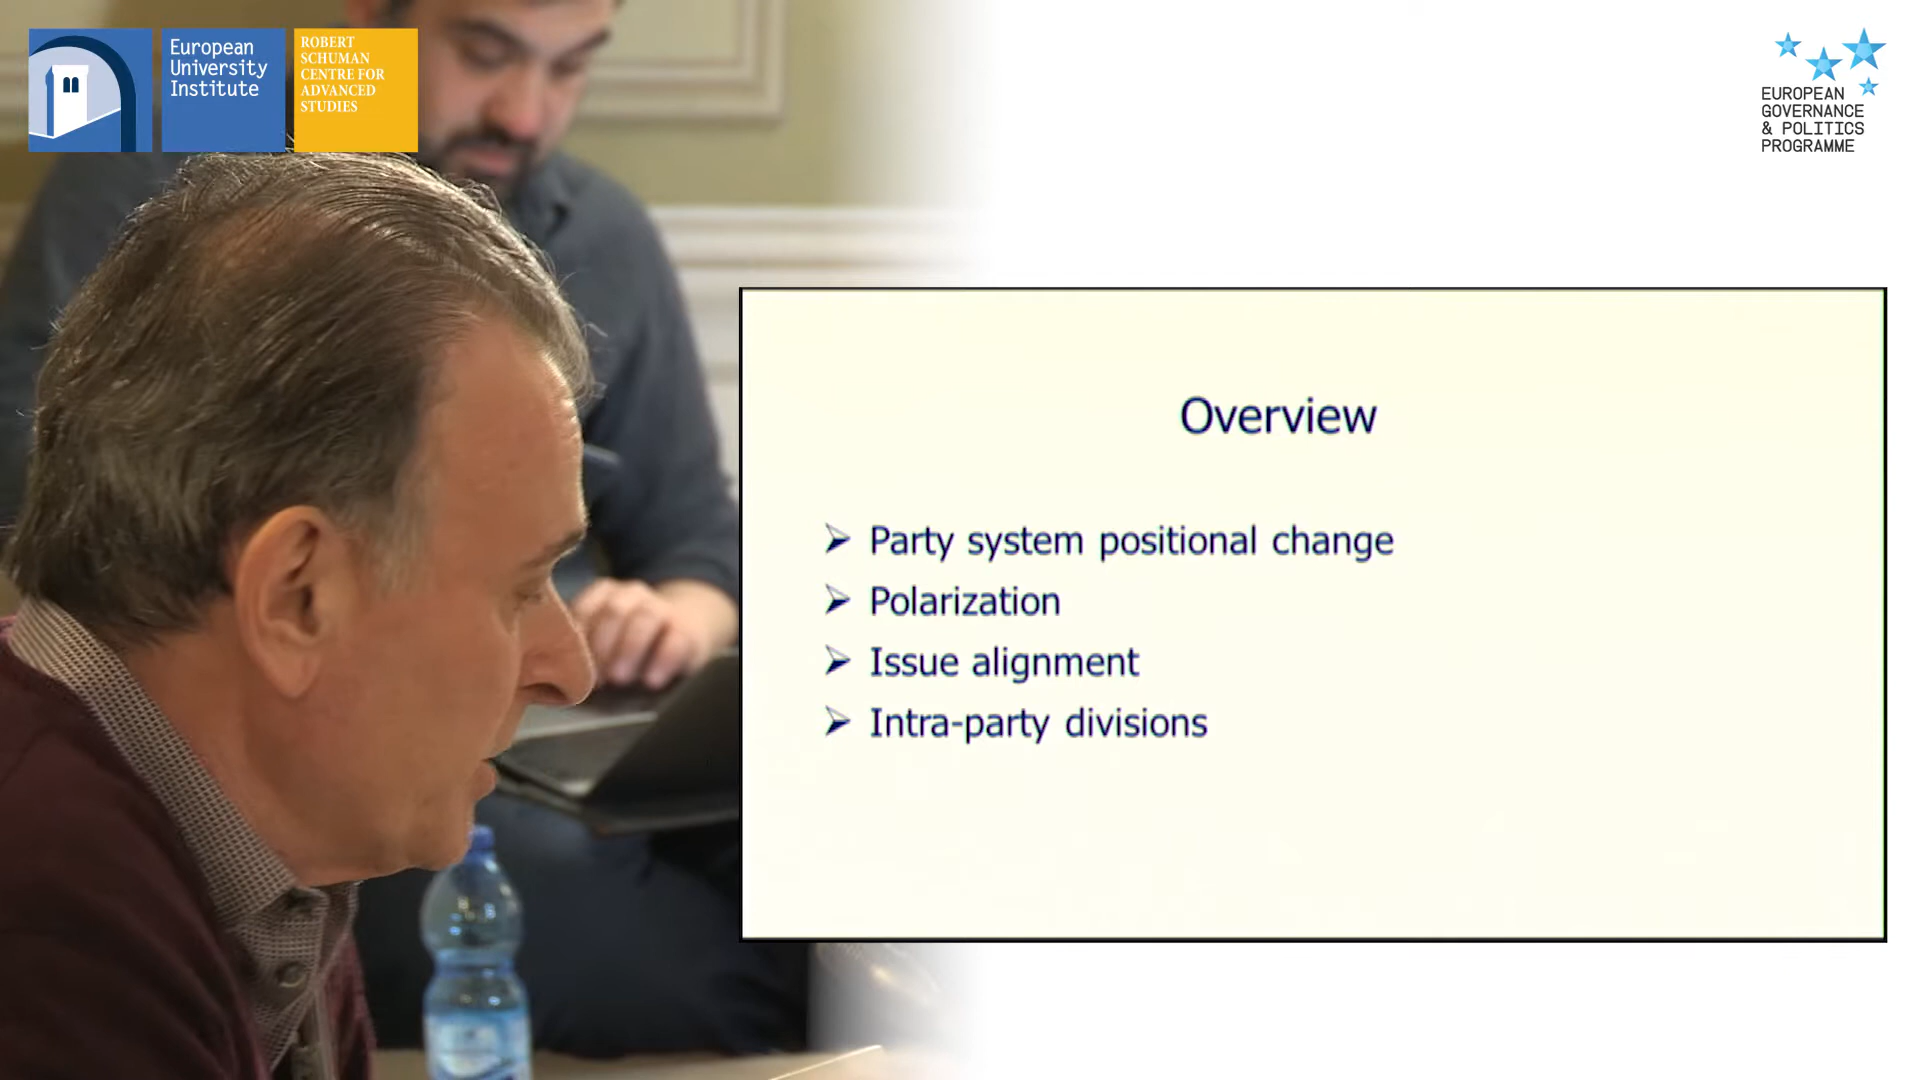 European
University
Institute
ROBERT
SCHUMAN
CENTRE FOR
ADVANCED
STUDIES
EUROPEAN
GOVERNANCE
& POLITICS
PROGRAMME
Overview
➢ Party system positional change
➢ Polarization
➢ Issue alignment
➢ Intra-party divisions